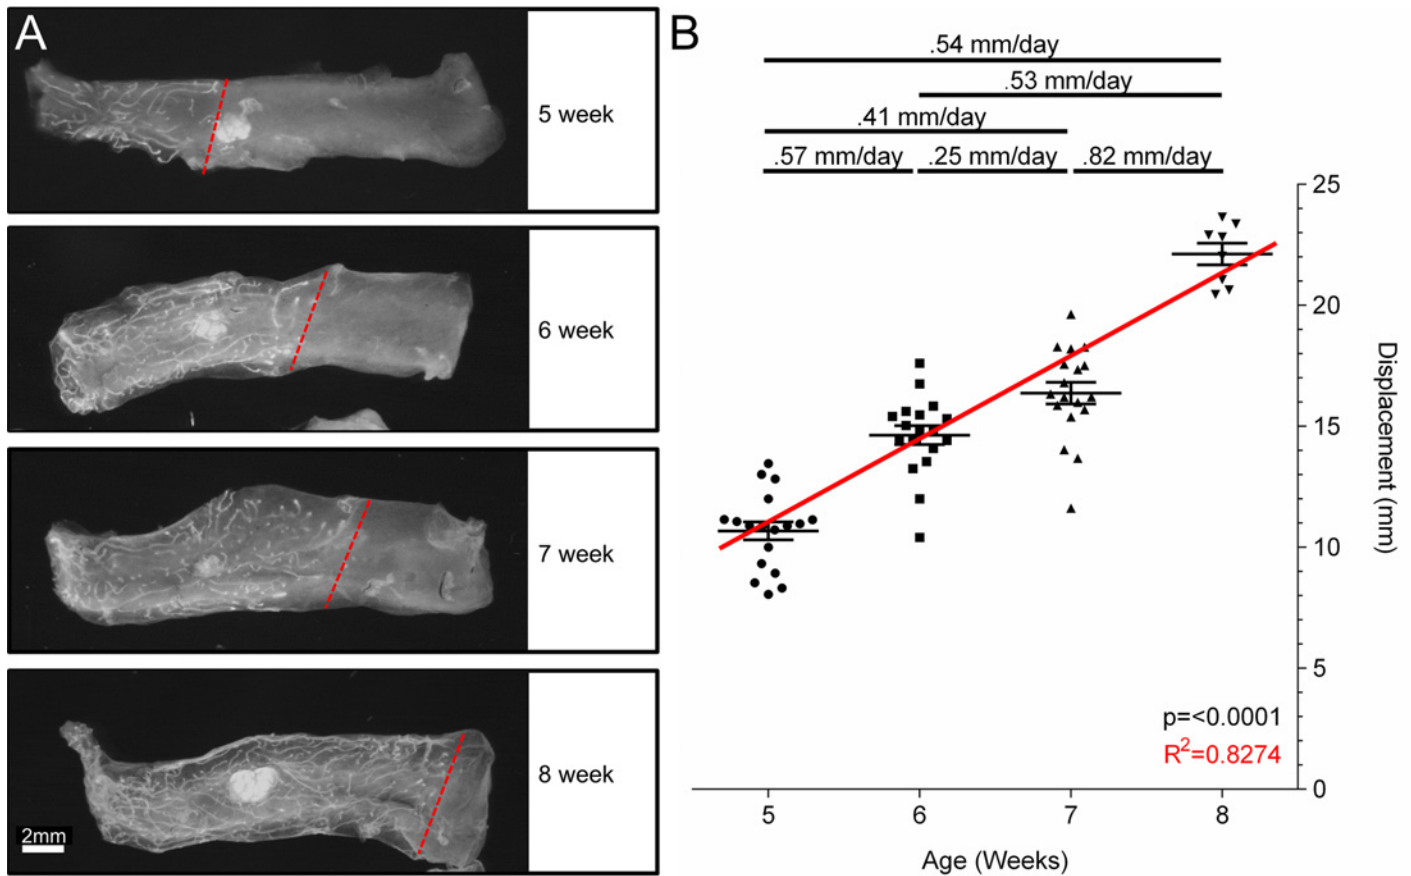 A
5 week
6 week
7 week
8 week
2mm
B
.54 mm/day
.53 mm/day
.41 mm/day
.57 mm/day .25 mm/day .82 mm/day
25
20
15
10
5
0
Displacement (mm)
p=<0.0001
R²=0.8274
5 6 7 8
Age (Weeks)